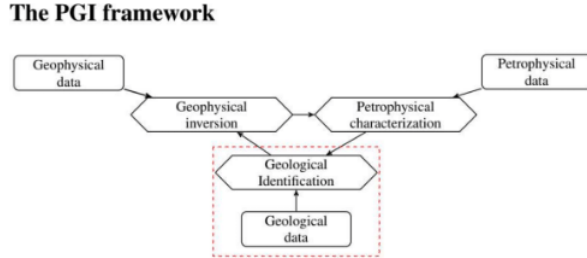 The PGI framework
Geophysical
data
Petrophysical
data
Geophysical
inversion
Petrophysical
characterization
Geological
Identification
Geological
data